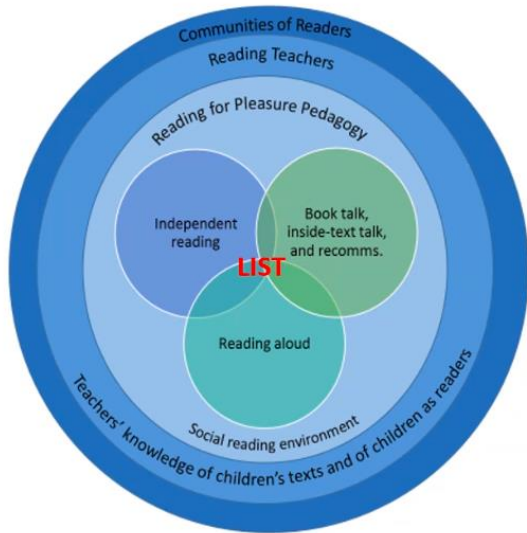 Communities of Readers
Reading Teachers
Reading for Pleasure Pedagogy
Independent
reading
Book talk,
inside-text talk,
and recomms.
LIST
Reading aloud
Social reading environment
Teachers’ knowledge of children’s texts and of children as readers